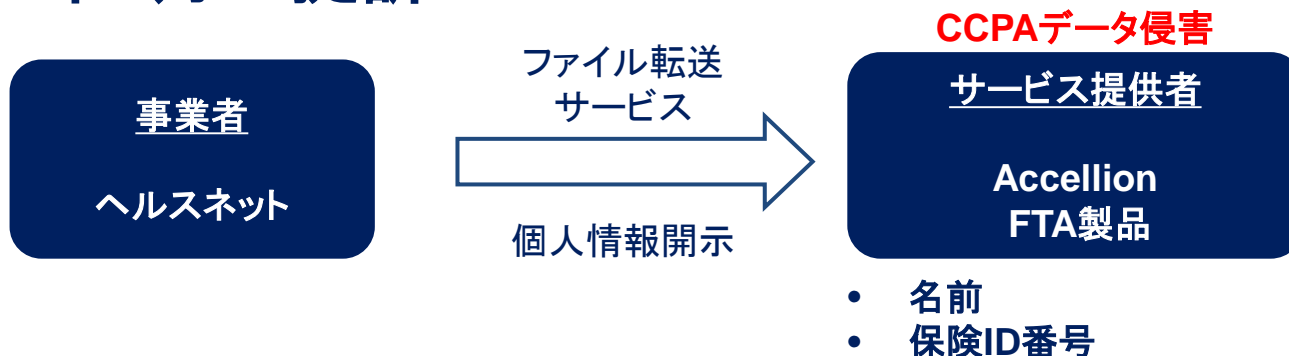 CCPAデータ侵害
事業者
ヘルスネット
ファイル転送
サービス
個人情報開示
サービス提供者
Accellion
FTA製品
• 名前
• 保険ID番号